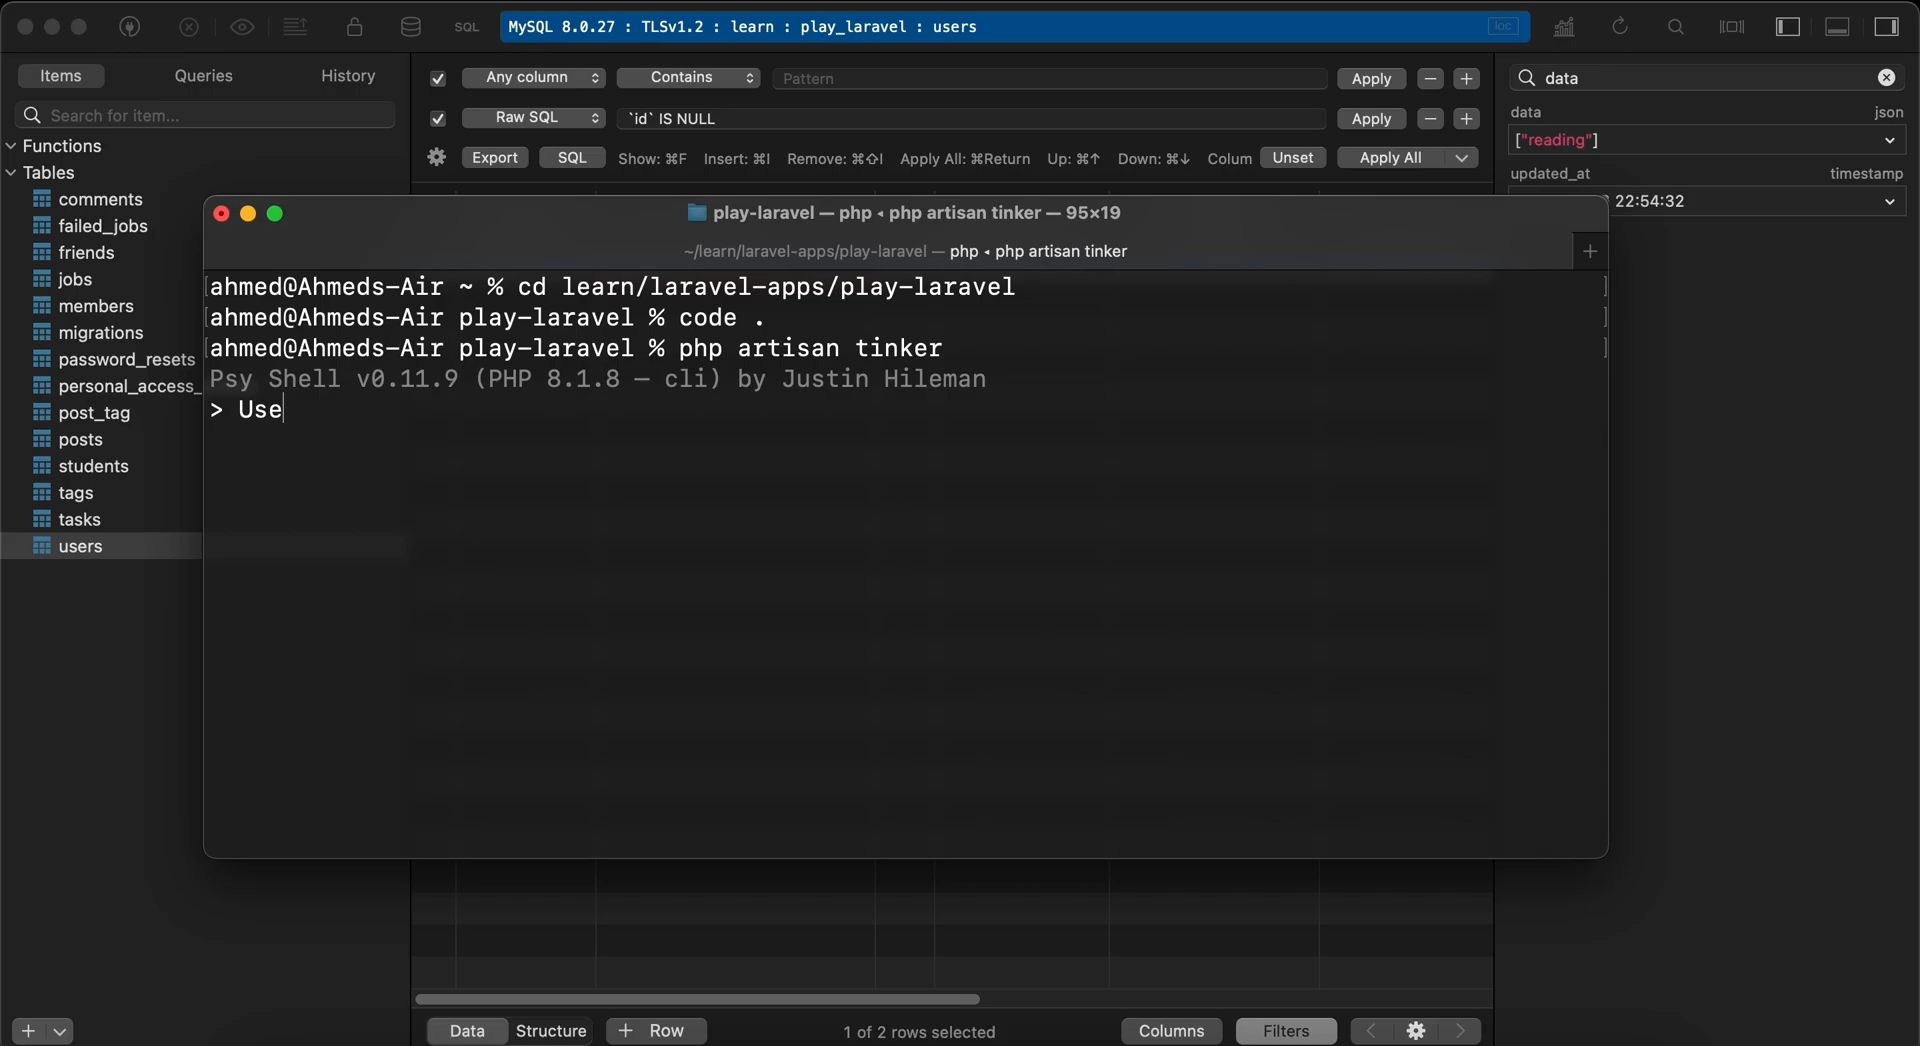 SQL
MySQL 8.0.27 : TLSv1.2 : learn : play_laravel : users
loc
Items
Queries
History
Search for item...
Functions
Tables
comments
failed_jobs
friends
jobs
members
migrations
password_resets
personal_access_
post_tag
posts
students
tags
tasks
users
Any column
Contains
Pattern
Apply
Raw SQL
`id` IS NULL
Apply
Export
SQL
Show: ⌘F
Insert: ⌘I
Remove: ⌘⇧I
Apply All: ⌘Return
Up: ⌘↑
Down: ⌘↓
Colum
Unset
Apply All
data
data
json
["reading"]
updated_at
timestamp
22:54:32
play-laravel — php ◂ php artisan tinker — 95×19
~/learn/laravel-apps/play-laravel — php ◂ php artisan tinker
[ahmed@Ahmeds-Air ~ % cd learn/laravel-apps/play-laravel ]
[ahmed@Ahmeds-Air play-laravel % code . ]
[ahmed@Ahmeds-Air play-laravel % php artisan tinker ]
Psy Shell v0.11.9 (PHP 8.1.8 — cli) by Justin Hileman
> Use
Data
Structure
+ Row
1 of 2 rows selected
Columns
Filters